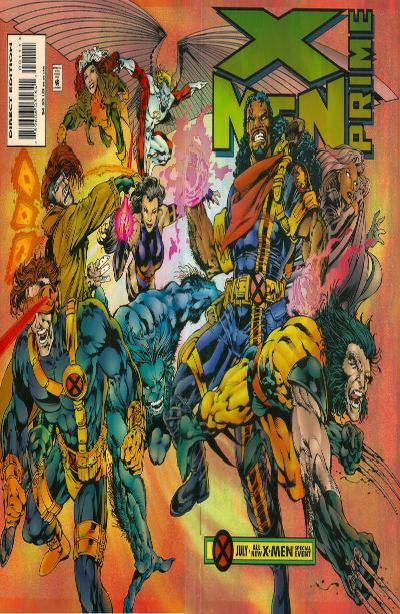 DIRECT EDITION
X
MEN
PRIME
JULY • ALL NEW X-MEN SPECIAL EVENT